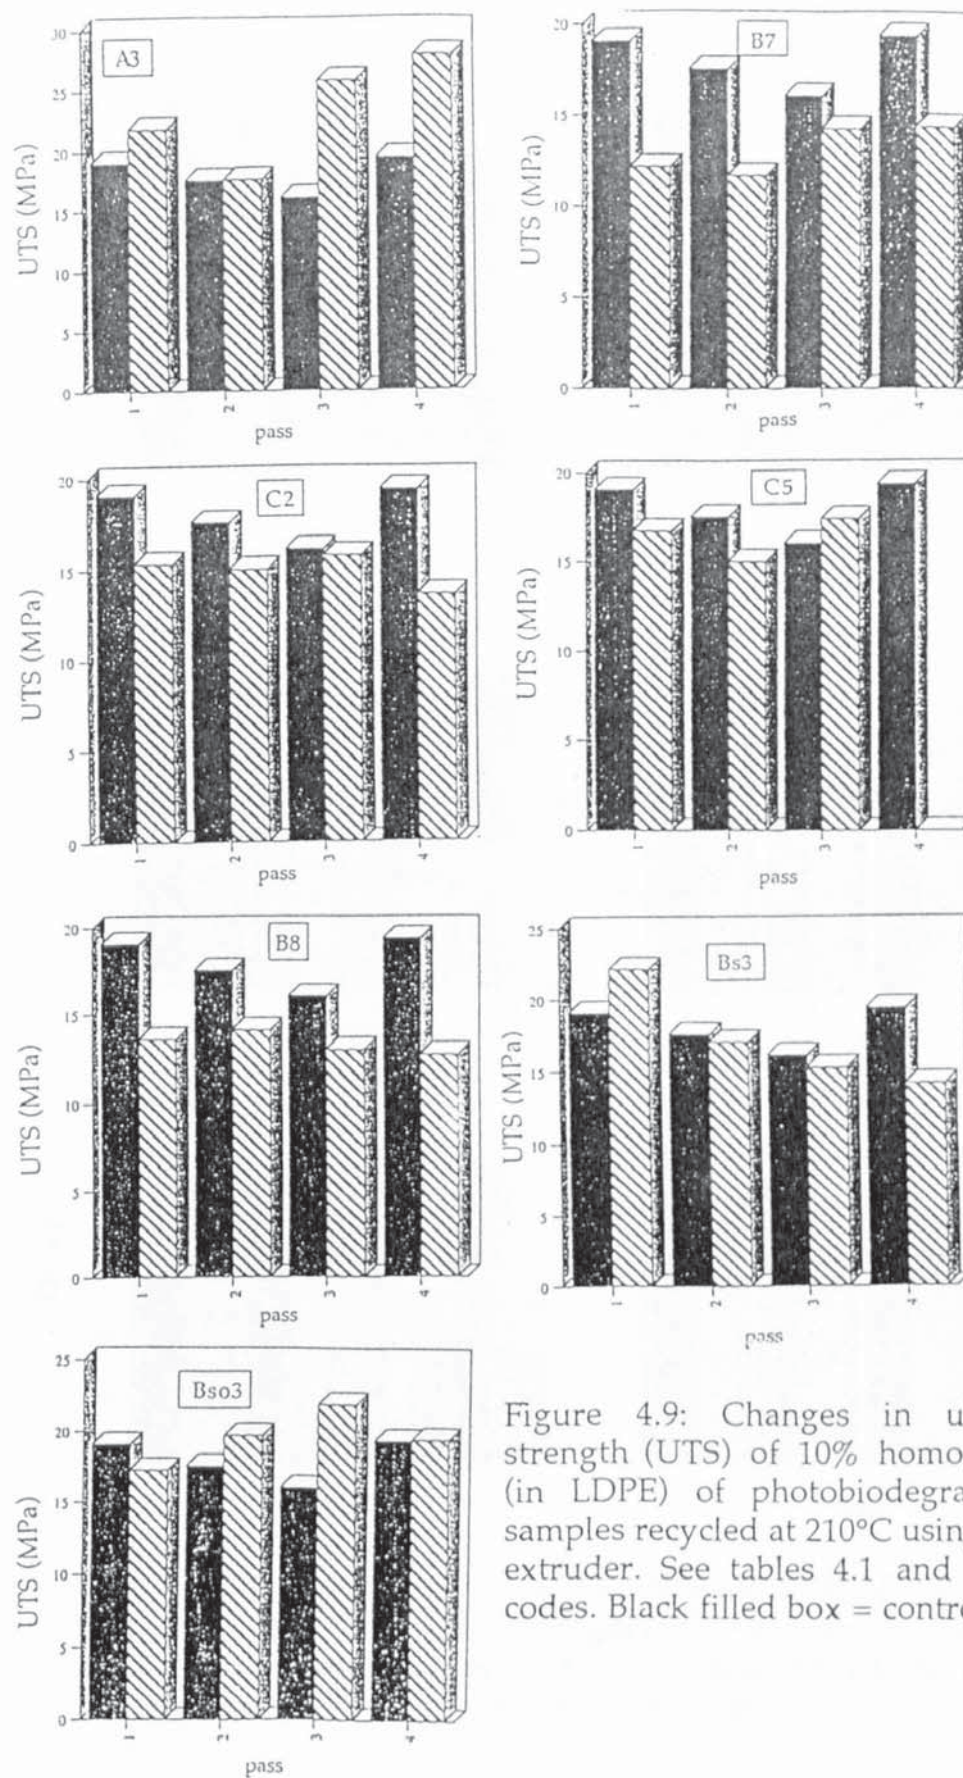 A3
UTS (MPa)
30
25
20
15
10
5
0
1 2 3 4
pass
B7
UTS (MPa)
20
15
10
5
0
1 2 3 4
pass
C2
UTS (MPa)
20
15
10
5
0
1 2 3 4
pass
C5
UTS (MPa)
20
15
10
5
0
1 2 3 4
pass
B8
UTS (MPa)
20
15
10
5
0
1 2 3 4
pass
Bs3
UTS (MPa)
25
20
15
10
5
0
1 2 3 4
pass
Bso3
UTS (MPa)
25
20
15
10
5
0
1 2 3 4
pass
Figure 4.9: Changes in u
strength (UTS) of 10% homo
(in LDPE) of photobiodegra
samples recycled at 210°C usin
extruder. See tables 4.1 and
codes. Black filled box = contr